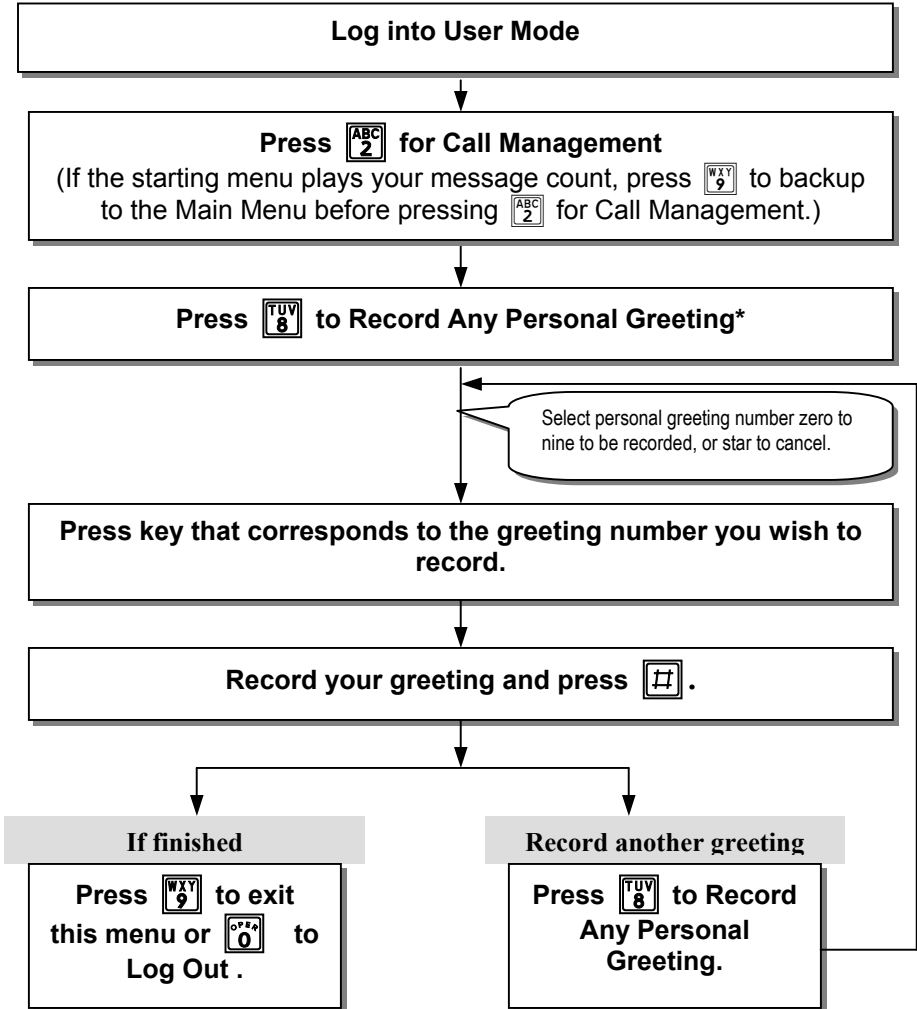 Log into User Mode
Press ABC 2 for Call Management
(If the starting menu plays your message count, press WXY 9 to backup
to the Main Menu before pressing ABC 2 for Call Management.)
Press TUV 8 to Record Any Personal Greeting*
Select personal greeting number zero to
nine to be recorded, or star to cancel.
Press key that corresponds to the greeting number you wish to
record.
Record your greeting and press #.
If finished
Press WXY 9 to exit
this menu or OPER 0 to
Log Out .
Record another greeting
Press TUV 8 to Record
Any Personal
Greeting.